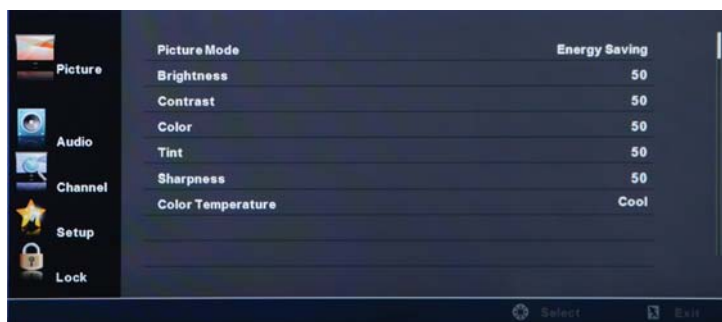 Picture
Audio
Channel
Setup
Lock
Picture Mode Energy Saving
Brightness 50
Contrast 50
Color 50
Tint 50
Sharpness 50
Color Temperature Cool
Select Exit